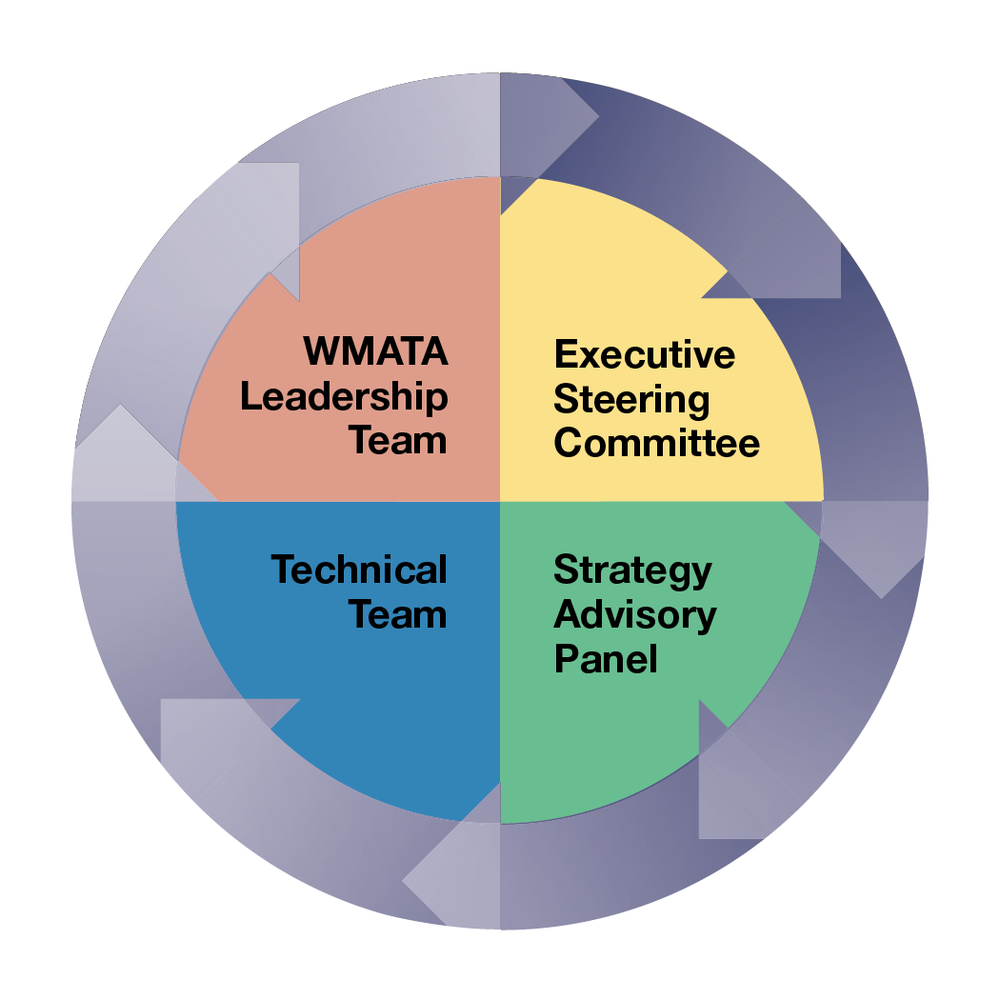 WMATA
Leadership
Team
Executive
Steering
Committee
Technical
Team
Strategy
Advisory
Panel